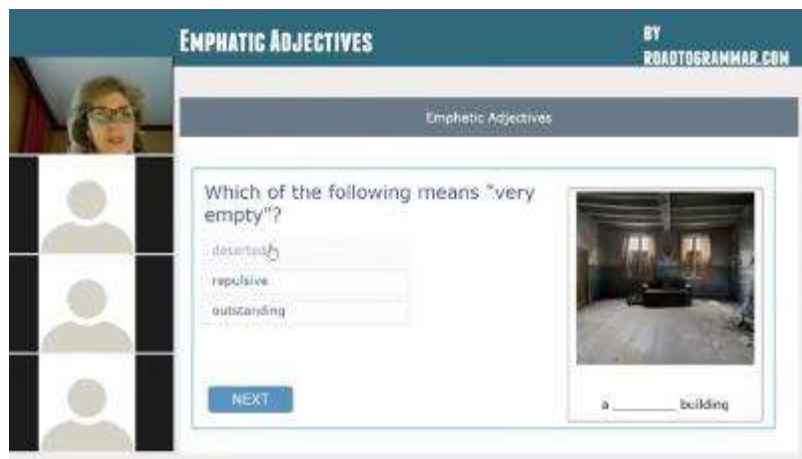 EMPHATIC ADJECTIVES
BY
ROADTOGRAMMAR.COM
Emphatic Adjectives
Which of the following means "very
empty"?
deserted
repulsive
outstanding
NEXT
a ________ building